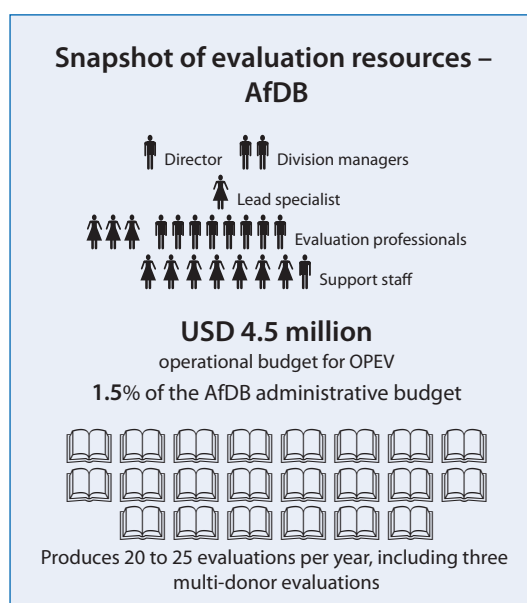 Snapshot of evaluation resources –
AfDB
Director Division managers
Lead specialist
Evaluation professionals
Support staff
USD 4.5 million
operational budget for OPEV
1.5% of the AfDB administrative budget
Produces 20 to 25 evaluations per year, including three
multi-donor evaluations